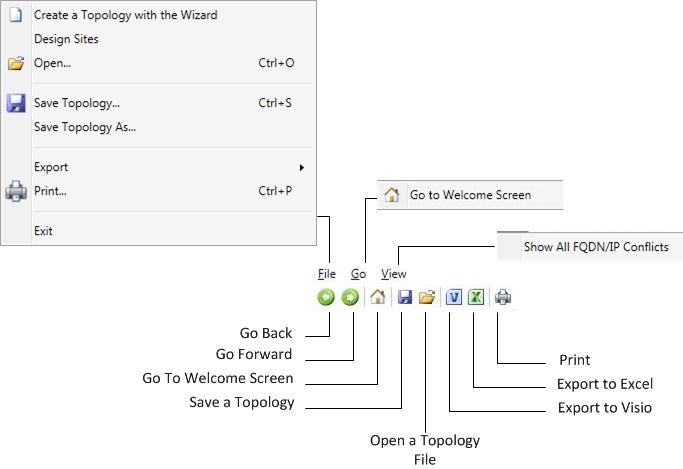 Create a Topology with the Wizard
Design Sites
Open... Ctrl+O
Save Topology... Ctrl+S
Save Topology As...
Export
Print... Ctrl+P
Exit
Go to Welcome Screen
Show All FQDN/IP Conflicts
File Go View
V X
Go Back
Go Forward
Go To Welcome Screen
Save a Topology
Open a Topology
File
Print
Export to Excel
Export to Visio